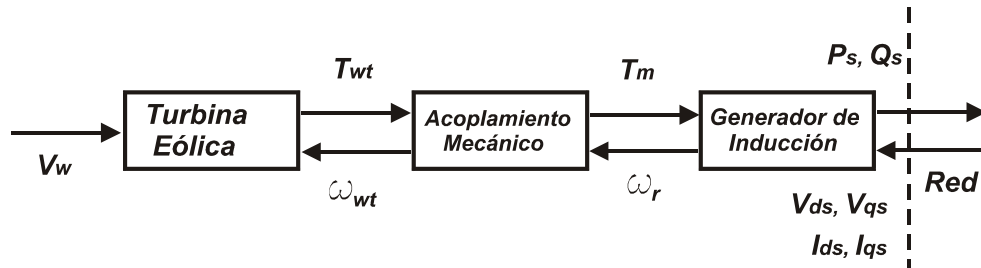 Ps, Qs
Twt
Tm
Turbina
Eólica
Acoplamiento
Mecánico
Generador de
Inducción
Vw
ωwt
ωr
Red
Vds, Vqs
Ids, Iqs